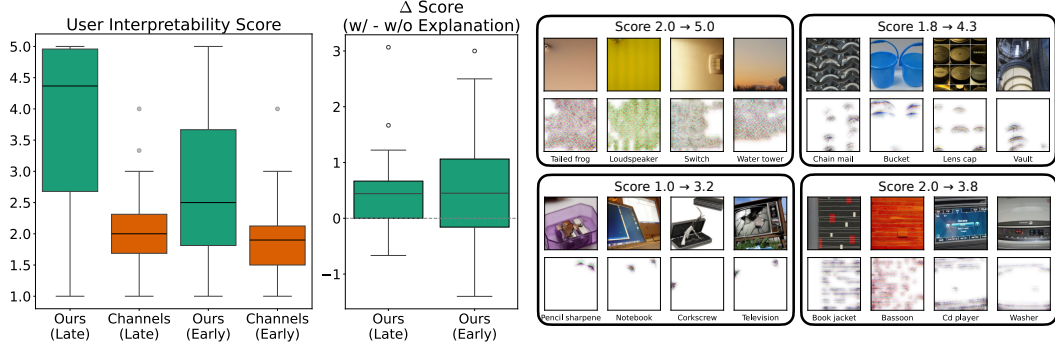 User Interpretability Score
5.0
4.5
4.0
3.5
3.0
2.5
2.0
1.5
1.0
Ours
(Late)
Channels
(Late)
Ours
(Early)
Channels
(Early)
Δ Score
(w/ - w/o Explanation)
3
2
1
0
−1
Ours
(Late)
Ours
(Early)
Score 2.0 → 5.0
Tailed frog
Loudspeaker
Switch
Water tower
Score 1.8 → 4.3
Chain mail
Bucket
Lens cap
Vault
Score 1.0 → 3.2
Pencil sharpene
Notebook
Corkscrew
Television
Score 2.0 → 3.8
Book jacket
Bassoon
Cd player
Washer